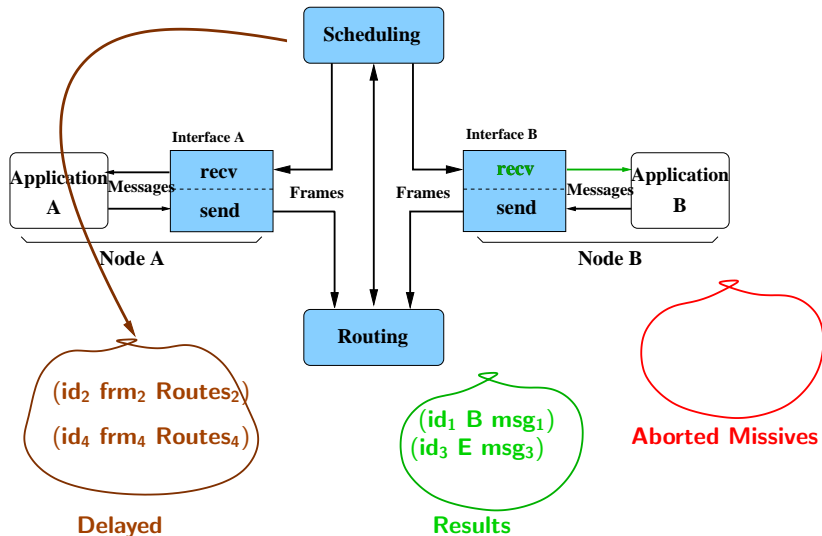 Scheduling
Interface A
Interface B
Application
A
Messages
recv
send
Frames
Frames
recv
send
Messages
Application
B
Node A
Node B
Routing
(id₂ frm₂ Routes₂)
(id₄ frm₄ Routes₄)
Delayed
(id₁ B msg₁)
(id₃ E msg₃)
Results
Aborted Missives